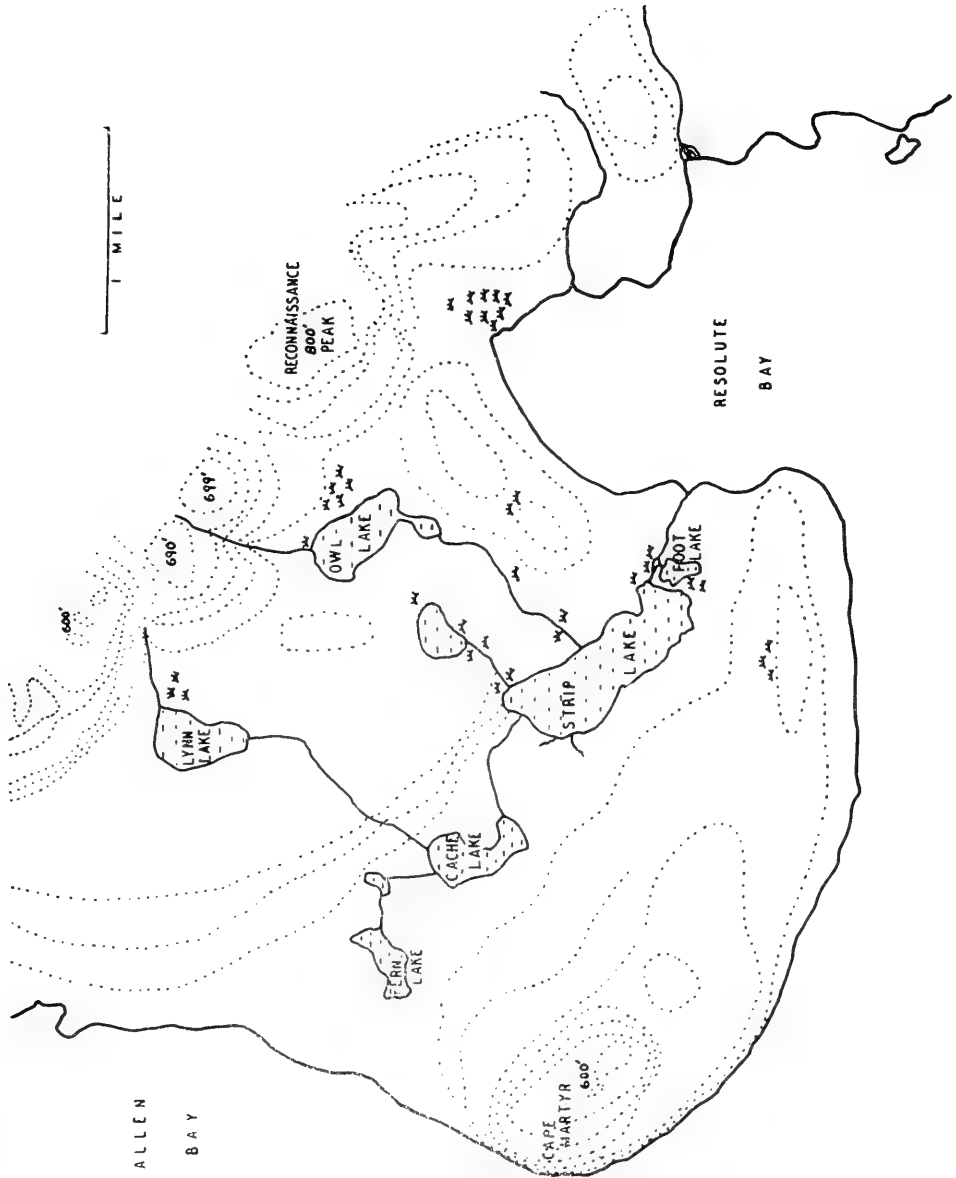 ALLEN
BAY
CAPE
MARTYR
600'
FERN
LAKE
CACHE
LAKE
LYNN
LAKE
STRIP
LAKE
FOOT
LAKE
OWL
LAKE
600'
690'
699'
RECONNAISSANCE
800'
PEAK
RESOLUTE
BAY
1 MILE